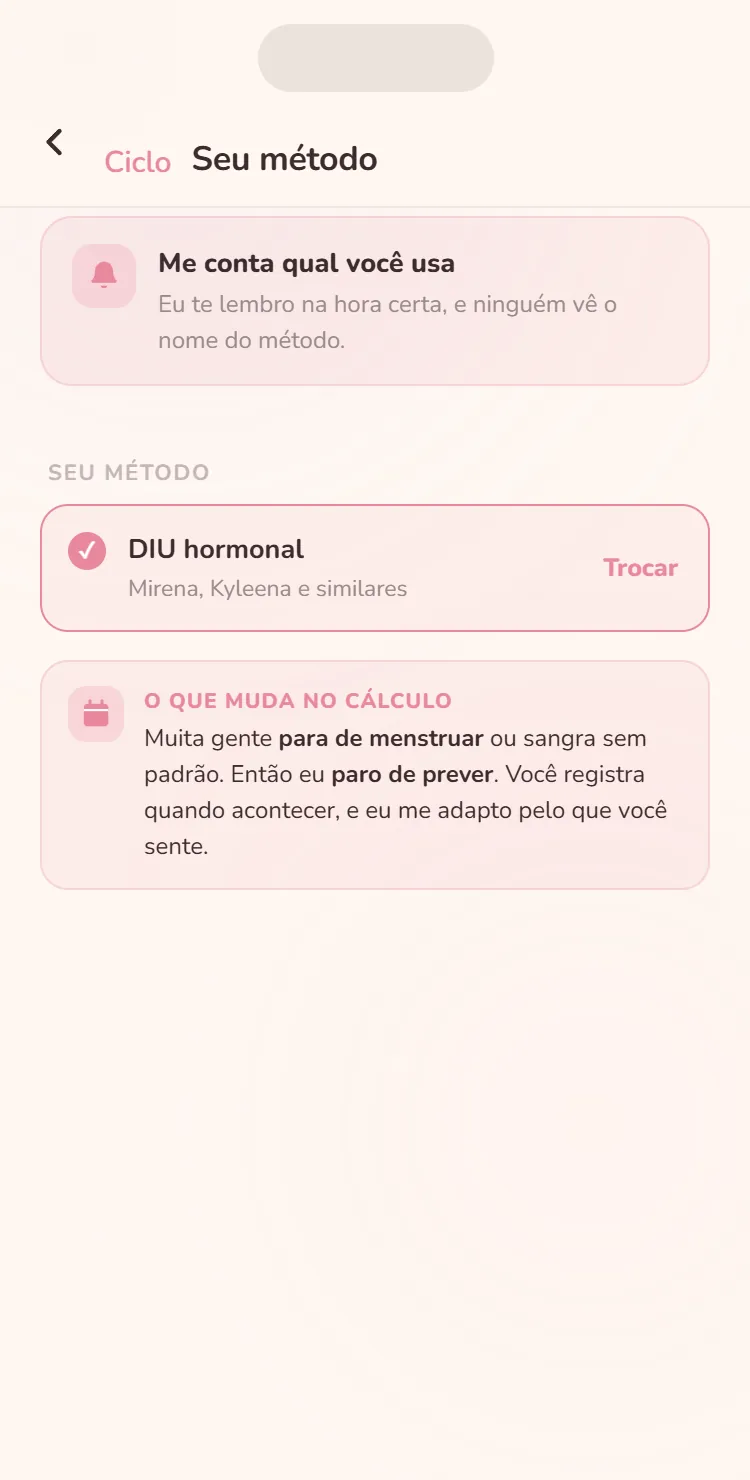 Ciclo Seu método
Me conta qual você usa
Eu te lembro na hora certa, e ninguém vê o
nome do método.
SEU MÉTODO
DIU hormonal
Mirena, Kyleena e similares
Trocar
O QUE MUDA NO CÁLCULO
Muita gente para de menstruar ou sangra sem
padrão. Então eu paro de prever. Você registra
quando acontecer, e eu me adapto pelo que você
sente.